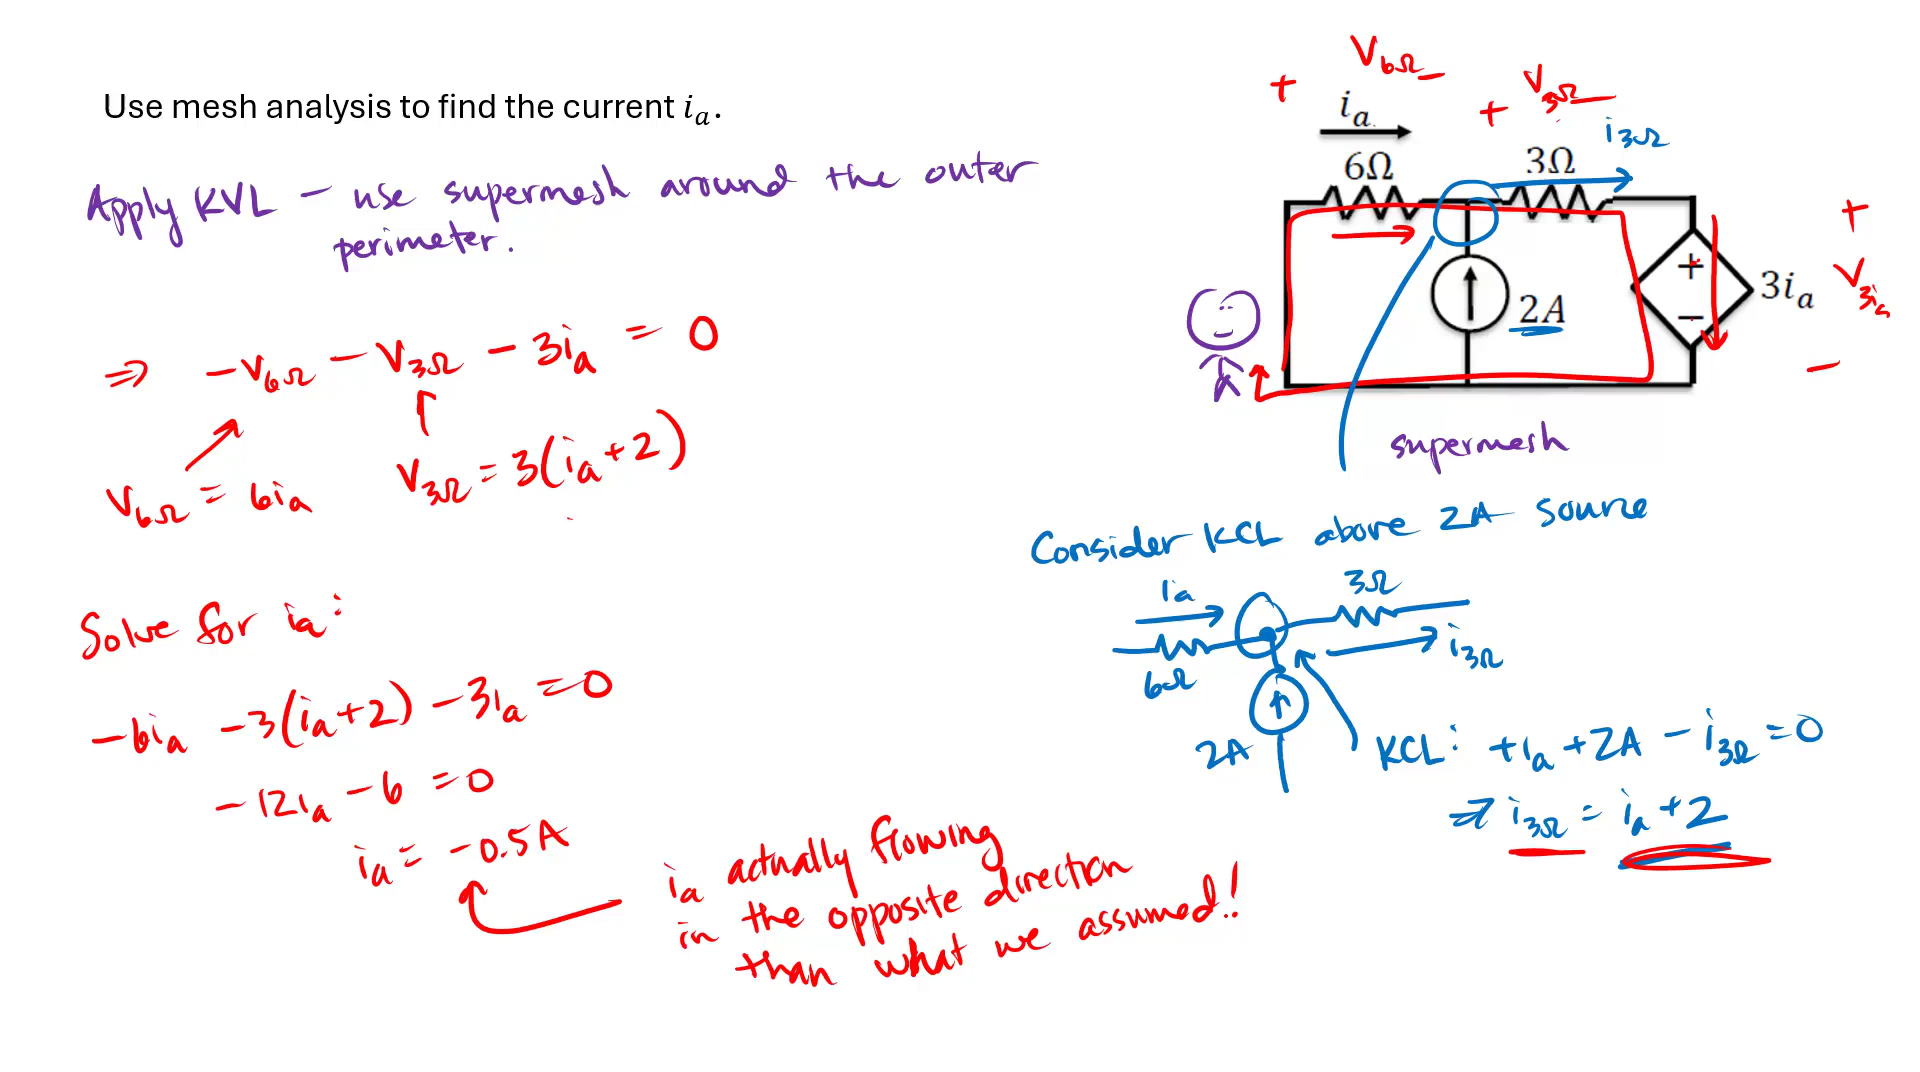 Use mesh analysis to find the current iₐ.
Apply KVL – use supermesh around the outer
perimeter.
⇒ -V6Ω - V3Ω - 3ia = 0
V6Ω = 6ia
V3Ω = 3(ia+2)
Solve for ia:
-6ia -3(ia+2) -3ia = 0
-12ia - 6 = 0
ia = -0.5A
ia actually flowing
in the opposite direction
than what we assumed!
+ V6Ω -
+ V3Ω -
iₐ
i3Ω
6Ω
3Ω
2A
+
-
3iₐ
+
V3ia
-
supermesh
Consider KCL above 2A source
ia
3Ω
6Ω
i3Ω
2A
KCL: +ia +2A - i3Ω = 0
⇒ i3Ω = ia + 2